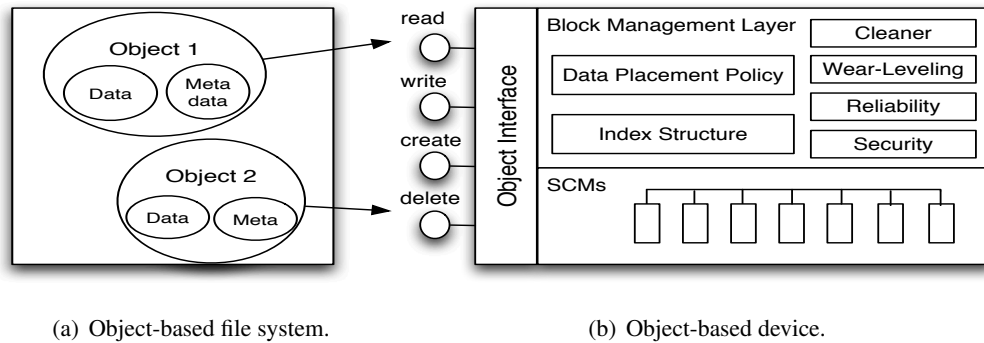 Object 1
Data
Meta
data
Object 2
Data
Meta
read
write
create
delete
Object Interface
Block Management Layer
Data Placement Policy
Index Structure
Cleaner
Wear-Leveling
Reliability
Security
SCMs
(a) Object-based file system.
(b) Object-based device.